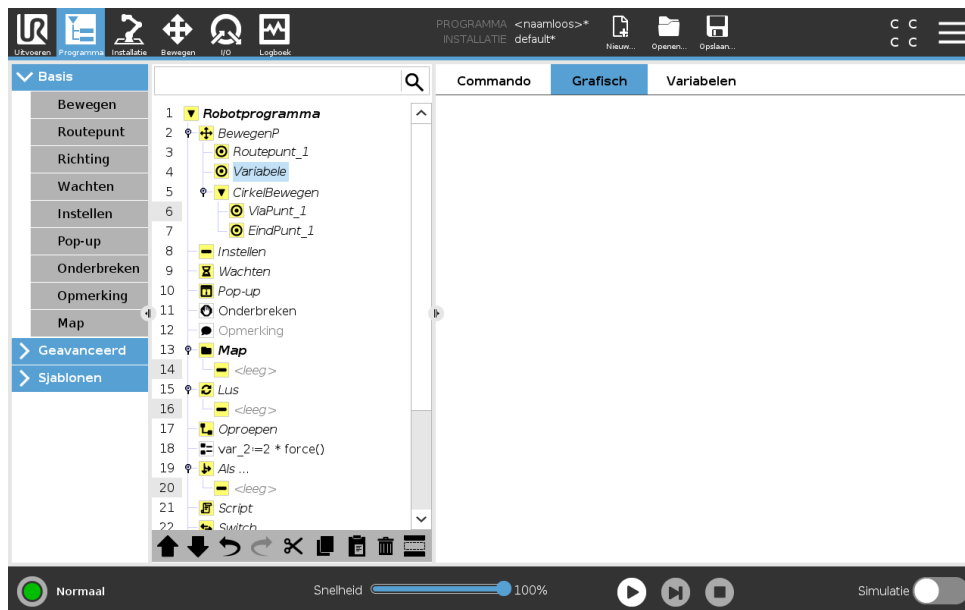 UR
Uitvoeren
Programma
Installatie
Bewegen
I/O
Logboek
PROGRAMMA <naamloos>*
INSTALLATIE default*
Nieuw...
Openen...
Opslaan...
C C
C C
Basis
Bewegen
Routepunt
Richting
Wachten
Instellen
Pop-up
Onderbreken
Opmerking
Map
Geavanceerd
Sjablonen
1 Robotprogramma
2 BewegenP
3 Routepunt_1
4 Variabele
5 CirkelBewegen
6 ViaPunt_1
7 EindPunt_1
8 Instellen
9 Wachten
10 Pop-up
11 Onderbreken
12 Opmerking
13 Map
14 <leeg>
15 Lus
16 <leeg>
17 Oproepen
18 var_2:=2 * force()
19 Als ...
20 <leeg>
21 Script
22 Switch
Commando
Grafisch
Variabelen
Normaal
Snelheid
100%
Simulatie